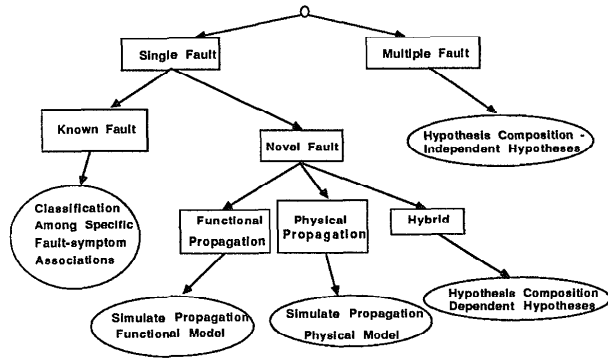 Single Fault
Multiple Fault
Known Fault
Novel Fault
Hypothesis Composition -
Independent Hypotheses
Classification
Among Specific
Fault-symptom
Associations
Functional
Propagation
Physical
Propagation
Hybrid
Simulate Propagation
Functional Model
Simulate Propagation
Physical Model
Hypothesis Composition
Dependent Hypotheses